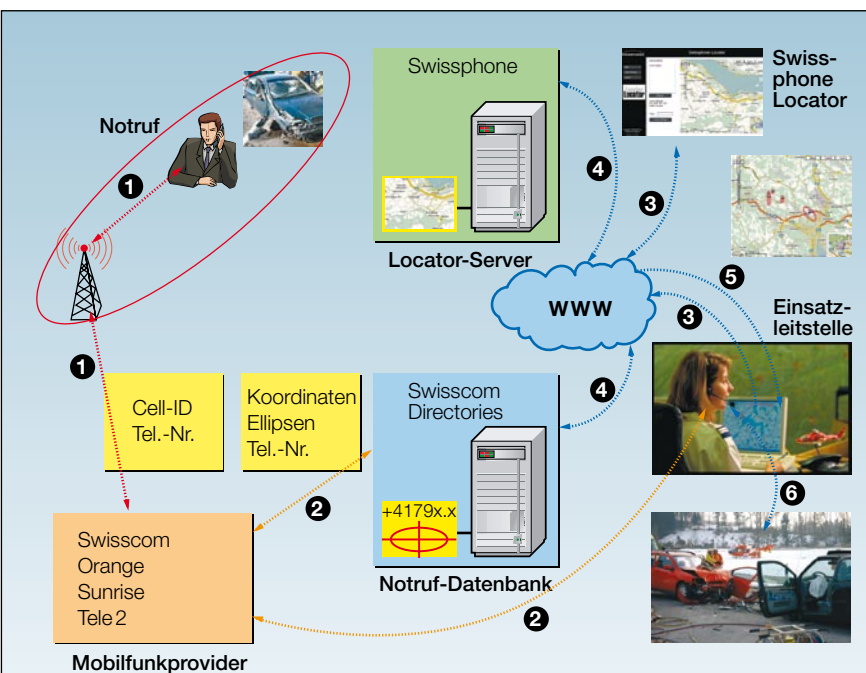 Notruf
1
1
Cell-ID
Tel.-Nr.
Koordinaten
Ellipsen
Tel.-Nr.
2
Swisscom
Orange
Sunrise
Tele 2
Mobilfunkprovider
Swissphone
Locator-Server
4
Swiss-
phone
Locator
3
WWW
5
3
Einsatz-
leitstelle
Swisscom
Directories
+4179x.x
Notruf-Datenbank
4
6
2